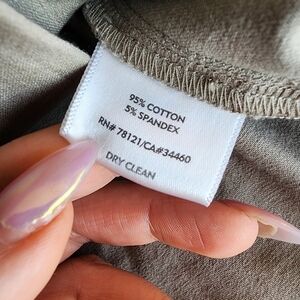 95% COTTON
5% SPANDEX
RN# 78121/CA#34460
DRY CLEAN